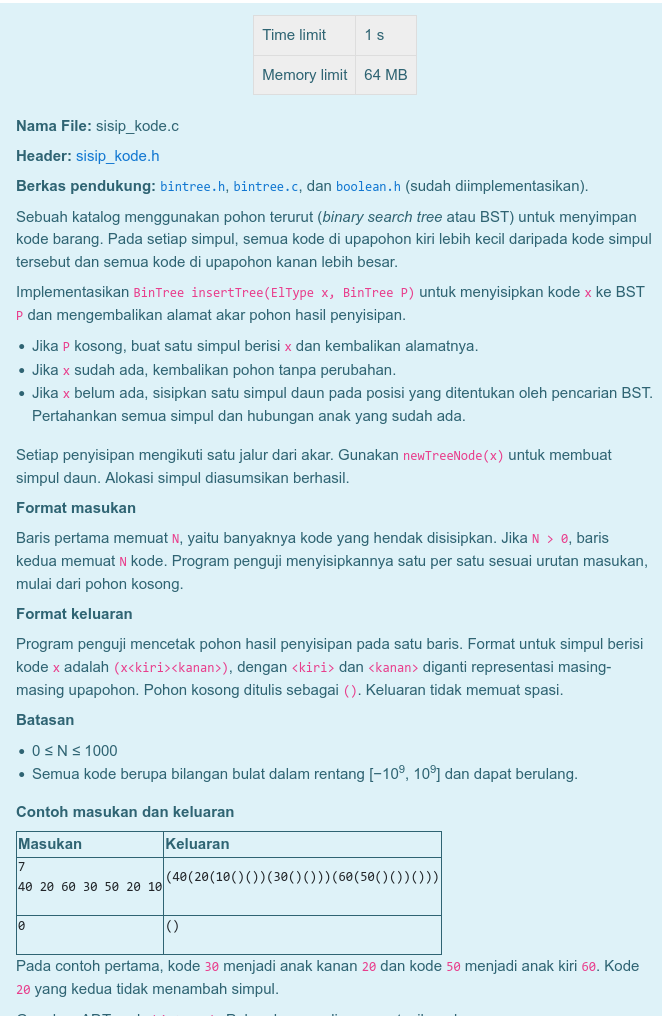 Time limit 1 s
Memory limit 64 MB
Nama File: sisip_kode.c
Header: sisip_kode.h
Berkas pendukung: bintree.h, bintree.c, dan boolean.h (sudah diimplementasikan).
Sebuah katalog menggunakan pohon terurut (binary search tree atau BST) untuk menyimpan
kode barang. Pada setiap simpul, semua kode di upapohon kiri lebih kecil daripada kode simpul
tersebut dan semua kode di upapohon kanan lebih besar.
Implementasikan BinTree insertTree(ElType x, BinTree P) untuk menyisipkan kode x ke BST
P dan mengembalikan alamat akar pohon hasil penyisipan.
• Jika P kosong, buat satu simpul berisi x dan kembalikan alamatnya.
• Jika x sudah ada, kembalikan pohon tanpa perubahan.
• Jika x belum ada, sisipkan satu simpul daun pada posisi yang ditentukan oleh pencarian BST.
Pertahankan semua simpul dan hubungan anak yang sudah ada.
Setiap penyisipan mengikuti satu jalur dari akar. Gunakan newTreeNode(x) untuk membuat
simpul daun. Alokasi simpul diasumsikan berhasil.
Format masukan
Baris pertama memuat N, yaitu banyaknya kode yang hendak disisipkan. Jika N > 0, baris
kedua memuat N kode. Program penguji menyisipkannya satu per satu sesuai urutan masukan,
mulai dari pohon kosong.
Format keluaran
Program penguji mencetak pohon hasil penyisipan pada satu baris. Format untuk simpul berisi
kode x adalah (x<kiri><kanan>), dengan <kiri> dan <kanan> diganti representasi masing-
masing upapohon. Pohon kosong ditulis sebagai (). Keluaran tidak memuat spasi.
Batasan
• 0 ≤ N ≤ 1000
• Semua kode berupa bilangan bulat dalam rentang [−10⁹, 10⁹] dan dapat berulang.
Contoh masukan dan keluaran
Masukan Keluaran
7
40 20 60 30 50 20 10 (40(20(10()())(30()()))(60(50()())()))
0 ()
Pada contoh pertama, kode 30 menjadi anak kanan 20 dan kode 50 menjadi anak kiri 60. Kode
20 yang kedua tidak menambah simpul.